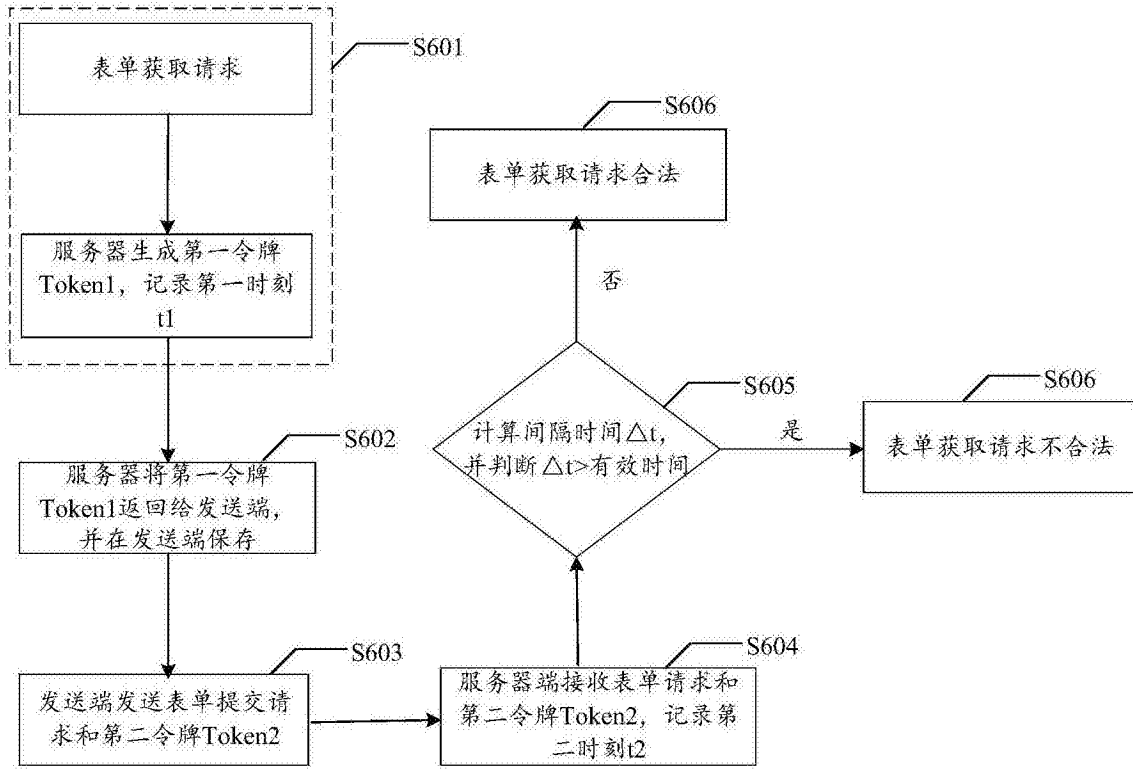 表单获取请求
S601
服务器生成第一令牌
Token1，记录第一时刻
t1
S602
服务器将第一令牌
Token1返回给发送端，
并在发送端保存
S603
发送端发送表单提交请
求和第二令牌Token2
S604
服务器端接收表单请求和
第二令牌Token2，记录第
二时刻t2
S605
计算间隔时间△t，
并判断△t>有效时间
否
S606
表单获取请求合法
是
S606
表单获取请求不合法